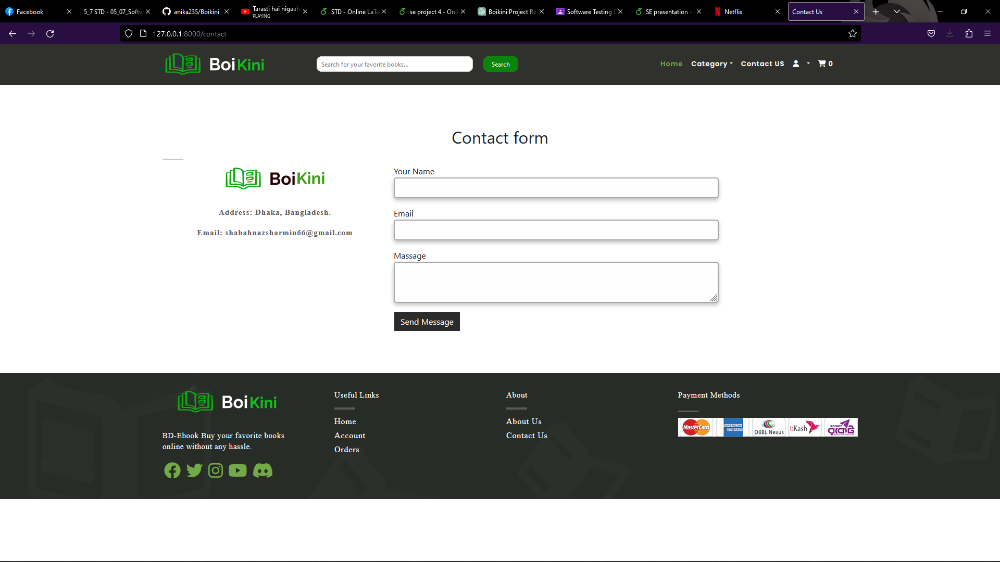 Facebook
5_7 STD - 05_07_Softw
anika235/Boikini
Tarasti hai nigaah
PLAYING
STD - Online LaTe
se project 4 - Onli
Boikini Project Re
Software Testing D
SE presentation -
Netflix
Contact Us
127.0.0.1:8000/contact
BoiKini
Search for your favorite books...
Search
Home
Category
Contact US
0
Contact form
BoiKini
Address: Dhaka, Bangladesh.
Email: shahahnazsharmin66@gmail.com
Your Name
Email
Massage
Send Message
BoiKini
BD-Ebook Buy your favorite books
online without any hassle.
Useful Links
Home
Account
Orders
About
About Us
Contact Us
Payment Methods
MasterCard
AMERICAN
EXPRESS
DBBL Nexus
bKash
ROCKET